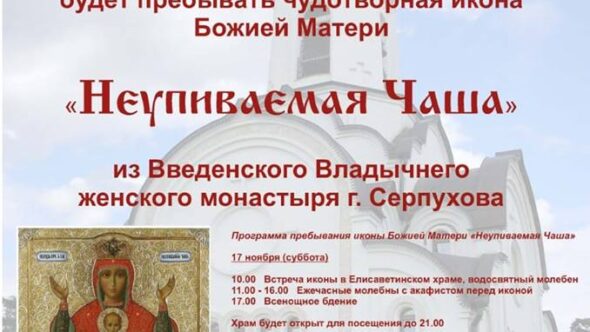 будет пребывать чудотворная икона
Божией Матери
«Неупиваемая Чаша»
из Введенского Владычнего
женского монастыря г. Серпухова
Программа пребывания иконы Божией Матери «Неупиваемая Чаша»
17 ноября (суббота)
10.00 Встреча иконы в Елисаветинском храме, водосвятный молебен
11.00 - 16.00 Ежечасные молебны с акафистом перед иконой
17.00 Всенощное бдение
Храм будет открыт для посещения до 21.00